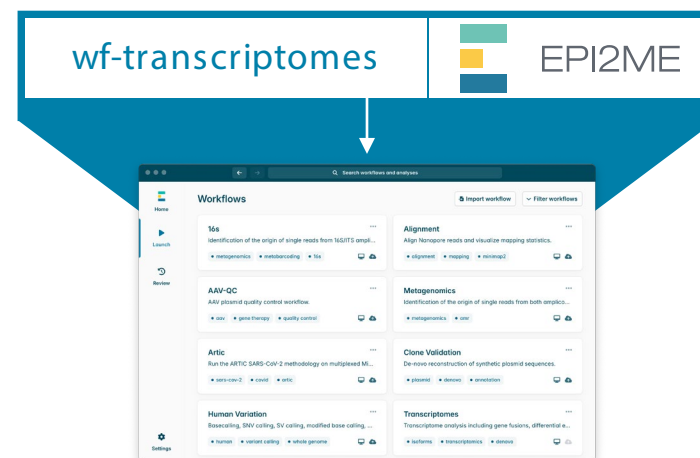 wf-transcriptomes
EPI2ME
Search workflows and analyses
Home
Launch
Review
Settings
Workflows
Import workflow
Filter workflows
16s
Identification of the origin of single reads from 16S/ITS ampli...
metagenomics metabarcoding 16s
Alignment
Align Nanopore reads and visualize mapping statistics.
alignment mapping minimap2
AAV-QC
AAV plasmid quality control workflow.
aav gene therapy quality control
Metagenomics
Identification of the origin of single reads from both amplico...
metagenomics amr
Artic
Run the ARTIC SARS-CoV-2 methodology on multiplexed Mi...
sars-cov-2 covid artic
Clone Validation
De-novo reconstruction of synthetic plasmid sequences.
plasmid denovo annotation
Human Variation
Basecalling, SNV calling, SV calling, modified base calling, ...
human variant calling whole genome
Transcriptomes
Transcriptome analysis including gene fusions, differential e...
isoforms transcriptomics denovo